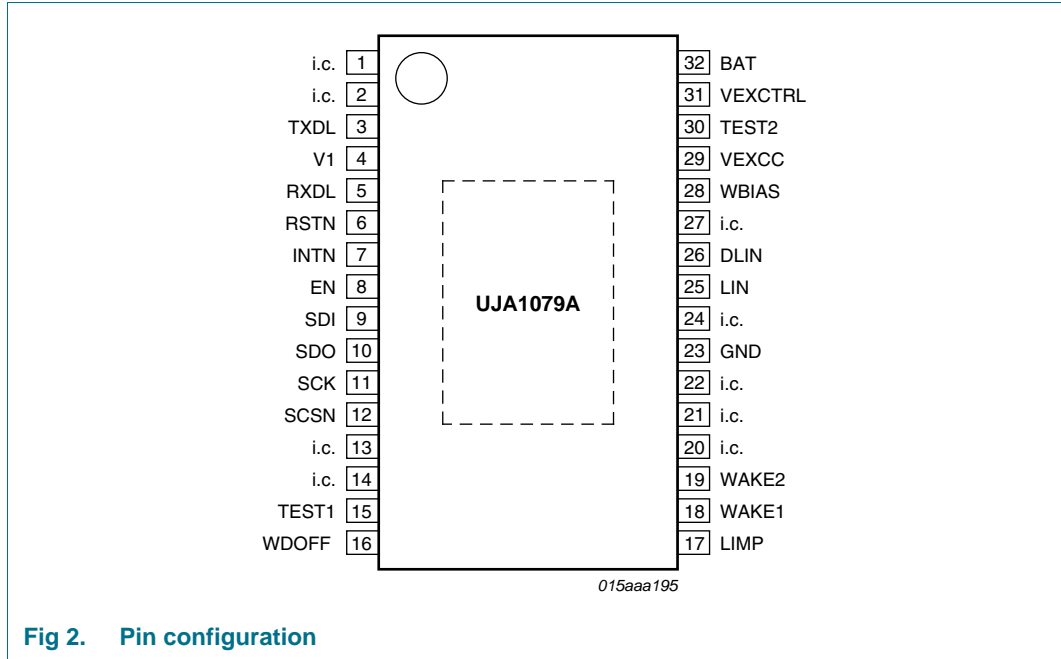 i.c. 1
i.c. 2
TXDL 3
V1 4
RXDL 5
RSTN 6
INTN 7
EN 8
SDI 9
SDO 10
SCK 11
SCSN 12
i.c. 13
i.c. 14
TEST1 15
WDOFF 16
UJA1079A
32 BAT
31 VEXCTRL
30 TEST2
29 VEXCC
28 WBIAS
27 i.c.
26 DLIN
25 LIN
24 i.c.
23 GND
22 i.c.
21 i.c.
20 i.c.
19 WAKE2
18 WAKE1
17 LIMP
015aaa195
Fig 2. Pin configuration